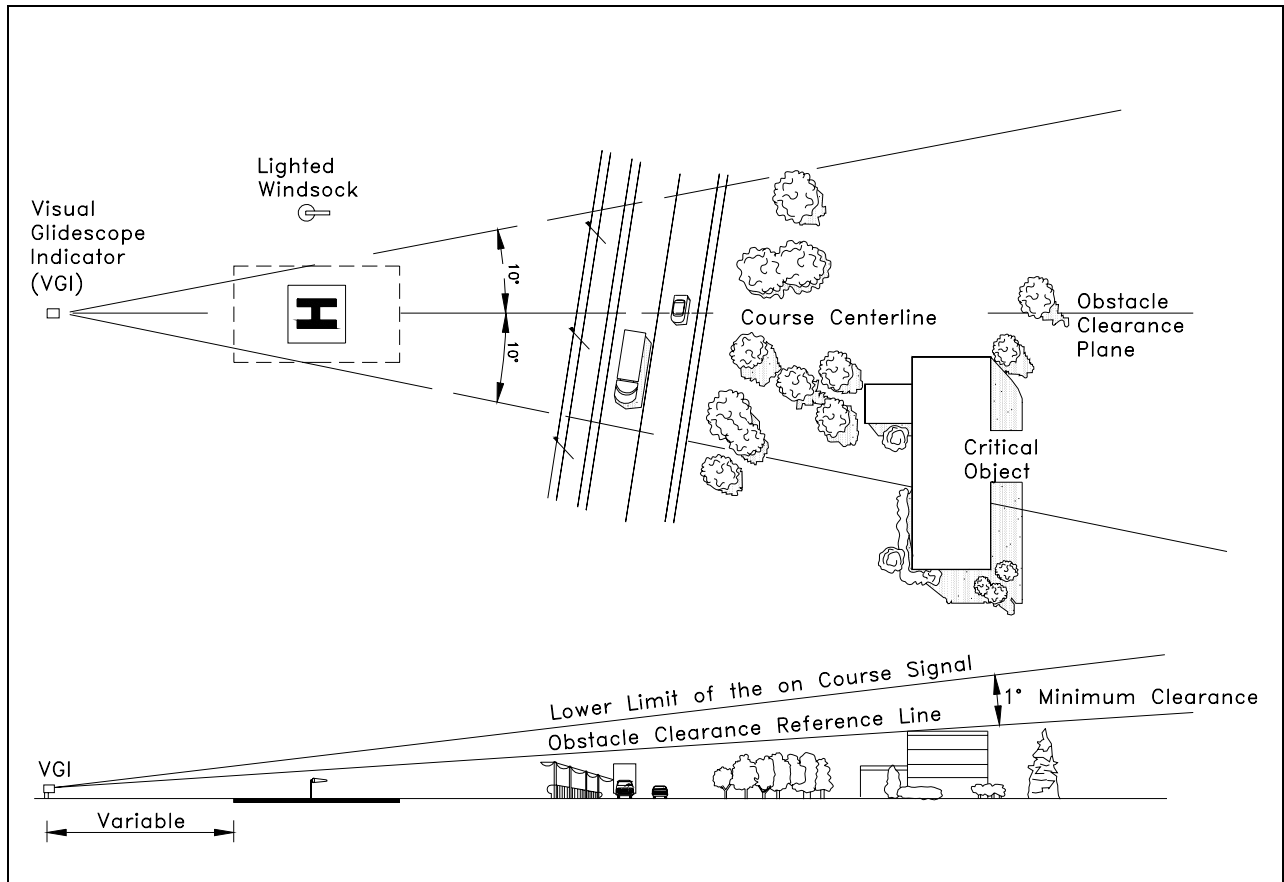 Lighted
Windsock
Visual
Glidescope
Indicator
(VGI)
10°
10°
H
Course Centerline
Obstacle
Clearance
Plane
Critical
Object
Lower Limit of the on Course Signal
1° Minimum Clearance
Obstacle Clearance Reference Line
VGI
Variable